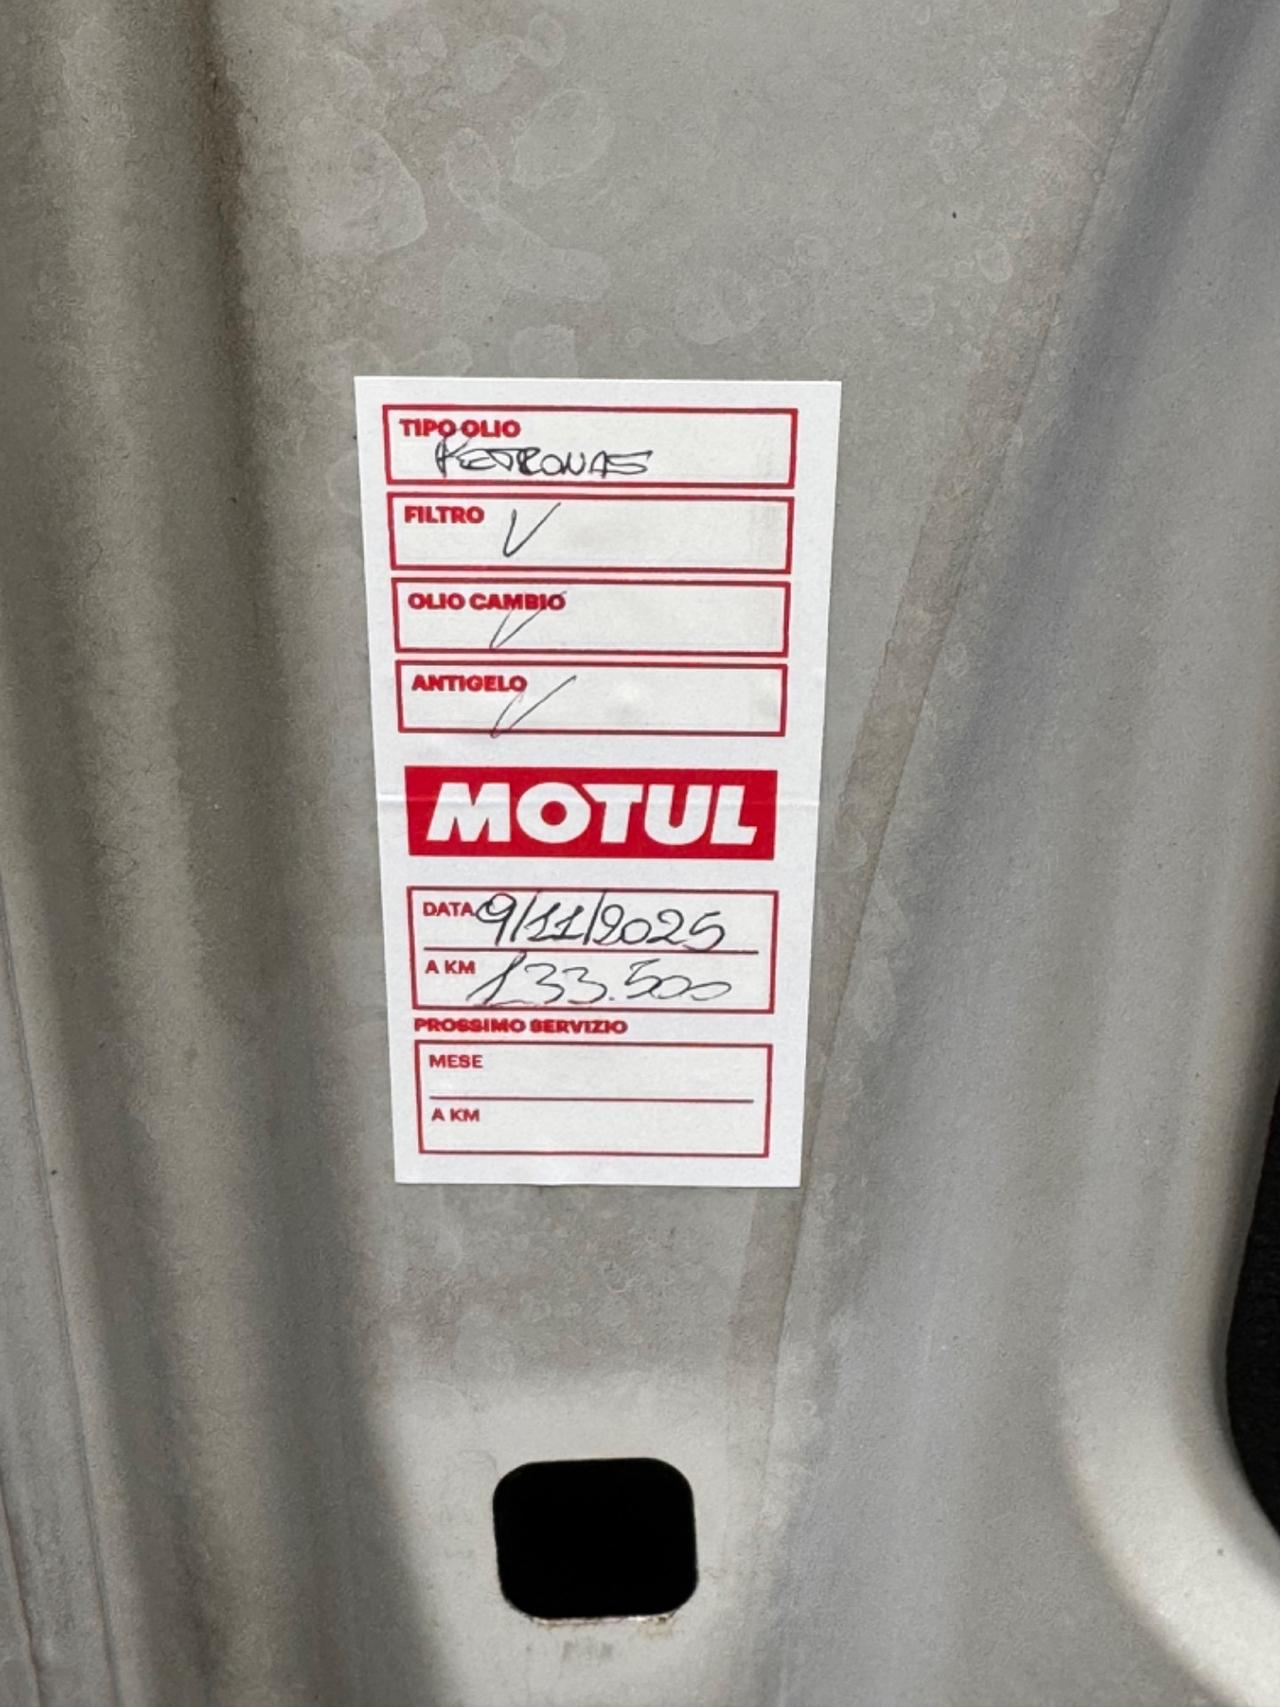 TIPO OLIO
PETRONAS
FILTRO V
OLIO CAMBIO
V
ANTIGELO
V
MOTUL
DATA 9/11/2025
A KM 133.500
PROSSIMO SERVIZIO
MESE
A KM